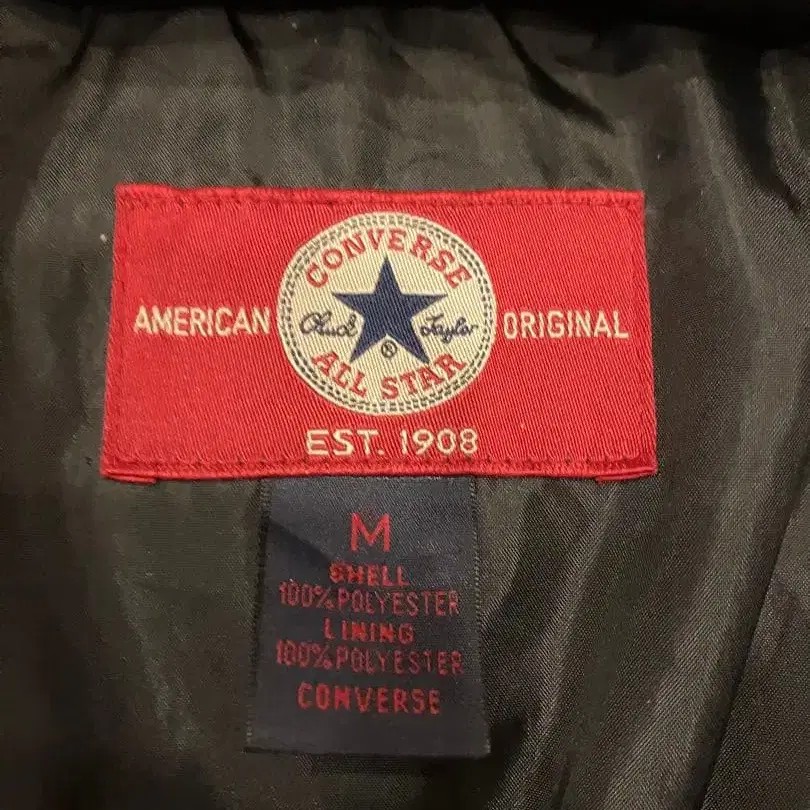 CONVERSE
AMERICAN Chuck Taylor ORIGINAL
®
ALL STAR
EST. 1908
M
SHELL
100%POLYESTER
LINING
100%POLYESTER
CONVERSE